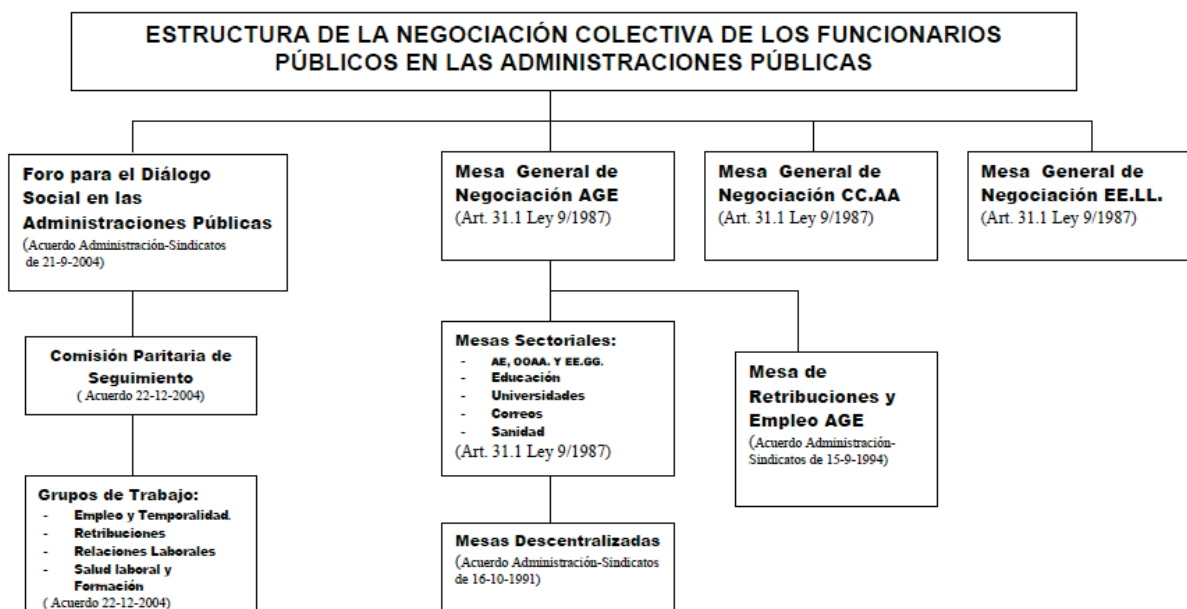 ESTRUCTURA DE LA NEGOCIACIÓN COLECTIVA DE LOS FUNCIONARIOS
PÚBLICOS EN LAS ADMINISTRACIONES PÚBLICAS
Foro para el Diálogo
Social en las
Administraciones Públicas
(Acuerdo Administración-Sindicatos
de 21-9-2004)
Mesa General de
Negociación AGE
(Art. 31.1 Ley 9/1987)
Mesa General de
Negociación CC.AA
(Art. 31.1 Ley 9/1987)
Mesa General de
Negociación EE.LL.
(Art. 31.1 Ley 9/1987)
Comisión Paritaria de
Seguimiento
( Acuerdo 22-12-2004)
Mesas Sectoriales:
- AE, OOAA. Y EE.GG.
- Educación
- Universidades
- Correos
- Sanidad
(Art. 31.1 Ley 9/1987)
Mesa de
Retribuciones y
Empleo AGE
(Acuerdo Administración-
Sindicatos de 15-9-1994)
Grupos de Trabajo:
- Empleo y Temporalidad.
- Retribuciones
- Relaciones Laborales
- Salud laboral y
Formación
( Acuerdo 22-12-2004)
Mesas Descentralizadas
(Acuerdo Administración-Sindicatos
de 16-10-1991)